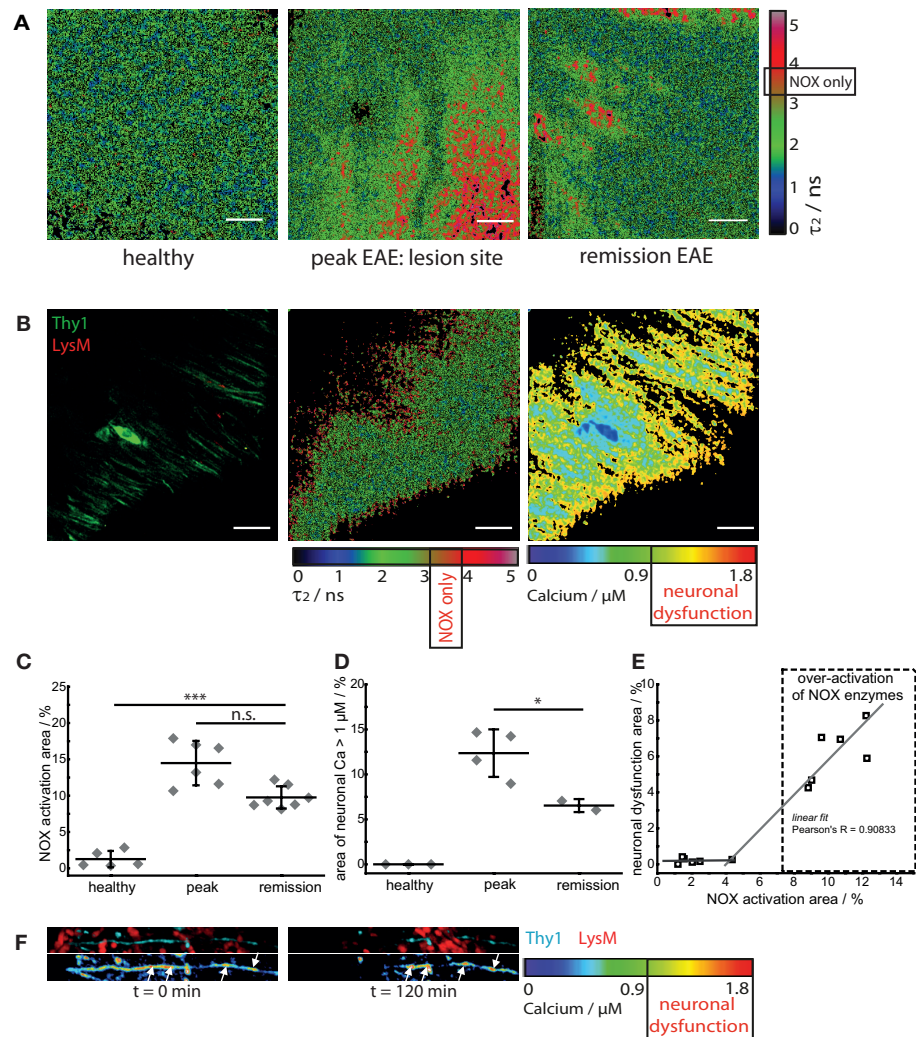 A
5
4
NOX only
3
2
1
0
τ2 / ns
healthy
peak EAE: lesion site
remission EAE
B
Thy1
LysM
0 1 2 3 4 5
τ2 / ns
NOX only
0 0.9 1.8
Calcium / µM
neuronal
dysfunction
C
NOX activation area / %
25
20
15
10
5
0
***
n.s.
healthy peak remission
D
area of neuronal Ca > 1 µM / %
20
15
10
5
0
*
healthy peak remission
E
neuronal dysfunction area / %
10
8
6
4
2
0
over-activation
of NOX enzymes
linear fit
Pearson's R = 0.90833
0 2 4 6 8 10 12 14
NOX activation area / %
F
t = 0 min
t = 120 min
Thy1 LysM
0 0.9 1.8
Calcium / µM
neuronal
dysfunction